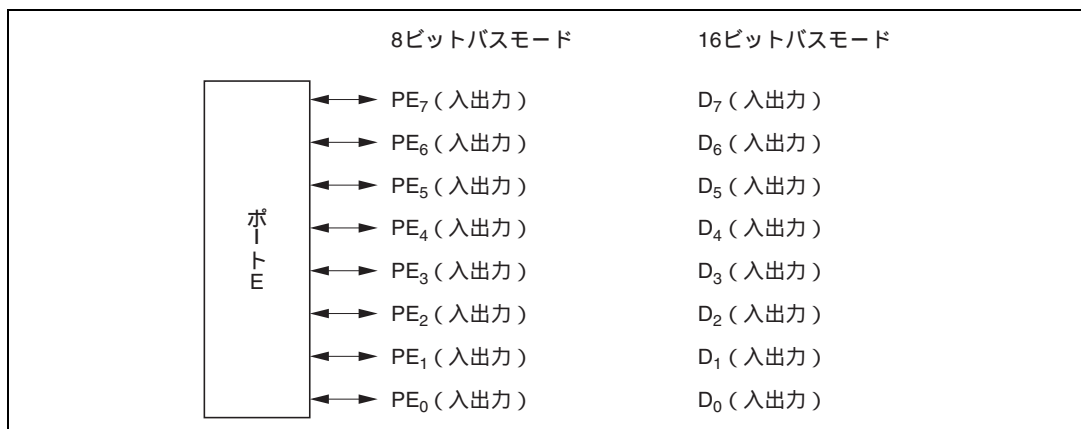 8ビットバスモード 16ビットバスモード
ポートE
PE7 ( 入出力 ) D7 ( 入出力 )
PE6 ( 入出力 ) D6 ( 入出力 )
PE5 ( 入出力 ) D5 ( 入出力 )
PE4 ( 入出力 ) D4 ( 入出力 )
PE3 ( 入出力 ) D3 ( 入出力 )
PE2 ( 入出力 ) D2 ( 入出力 )
PE1 ( 入出力 ) D1 ( 入出力 )
PE0 ( 入出力 ) D0 ( 入出力 )